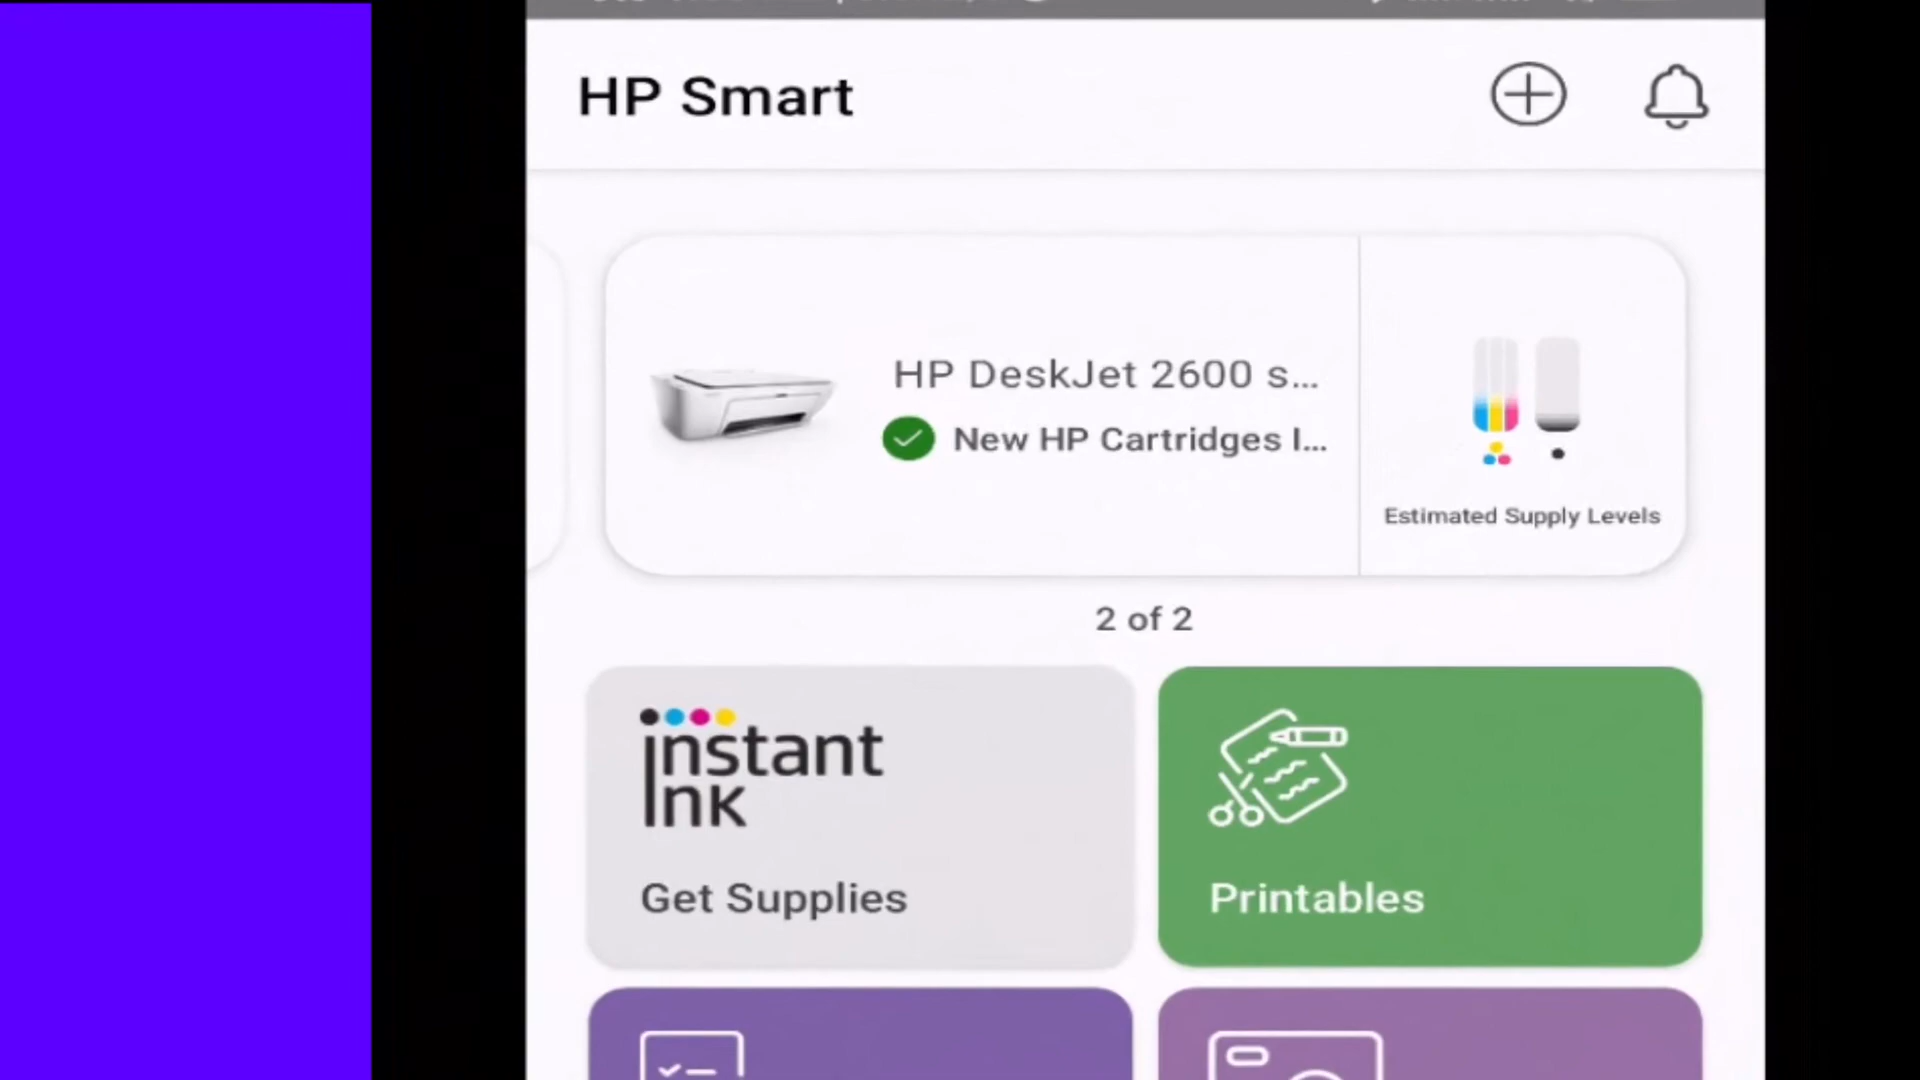 HP Smart
HP DeskJet 2600 s...
New HP Cartridges I...
Estimated Supply Levels
2 of 2
instant
ink
Get Supplies
Printables